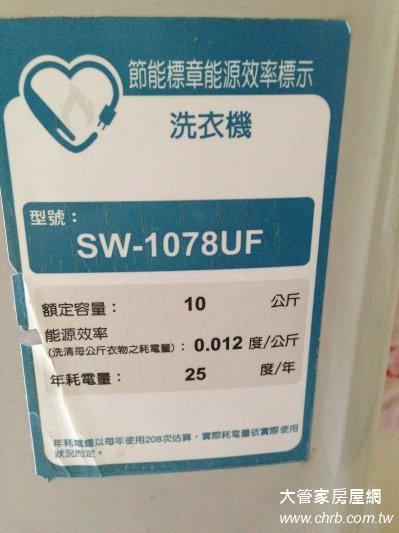 節能標章能源效率標示
洗衣機
型號：
SW-1078UF
額定容量： 10 公斤
能源效率
(洗清每公斤衣物之耗電量)： 0.012 度/公斤
年耗電量： 25 度/年
年耗電量以每年使用208次估算，實際耗電量依實際使用
狀況而定。
大管家房屋網
www.chrb.com.tw